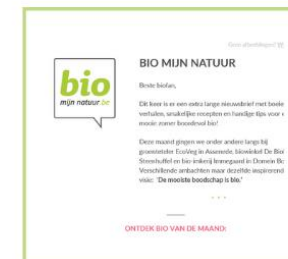 Geen afbeeldingen?
bio
mijn natuur.be
BIO MIJN NATUUR
Beste biofan,
Dit keer is er een extra lange nieuwsbrief met boeie
verhalen, smakelijke recepten en handige tips voor e
mooie zomer boordevol bio!
Deze maand gingen we onder andere langs bij
groenteteler EcoVeg in Assenede, biowinkel De Bio
Steenhuffel en bio-imkerij Immegaard in Domein Bo
Verschillende ambachten maar dezelfde inspirerend
visie: 'De mooiste boodschap is bio.'
ONTDEK BIO VAN DE MAAND: